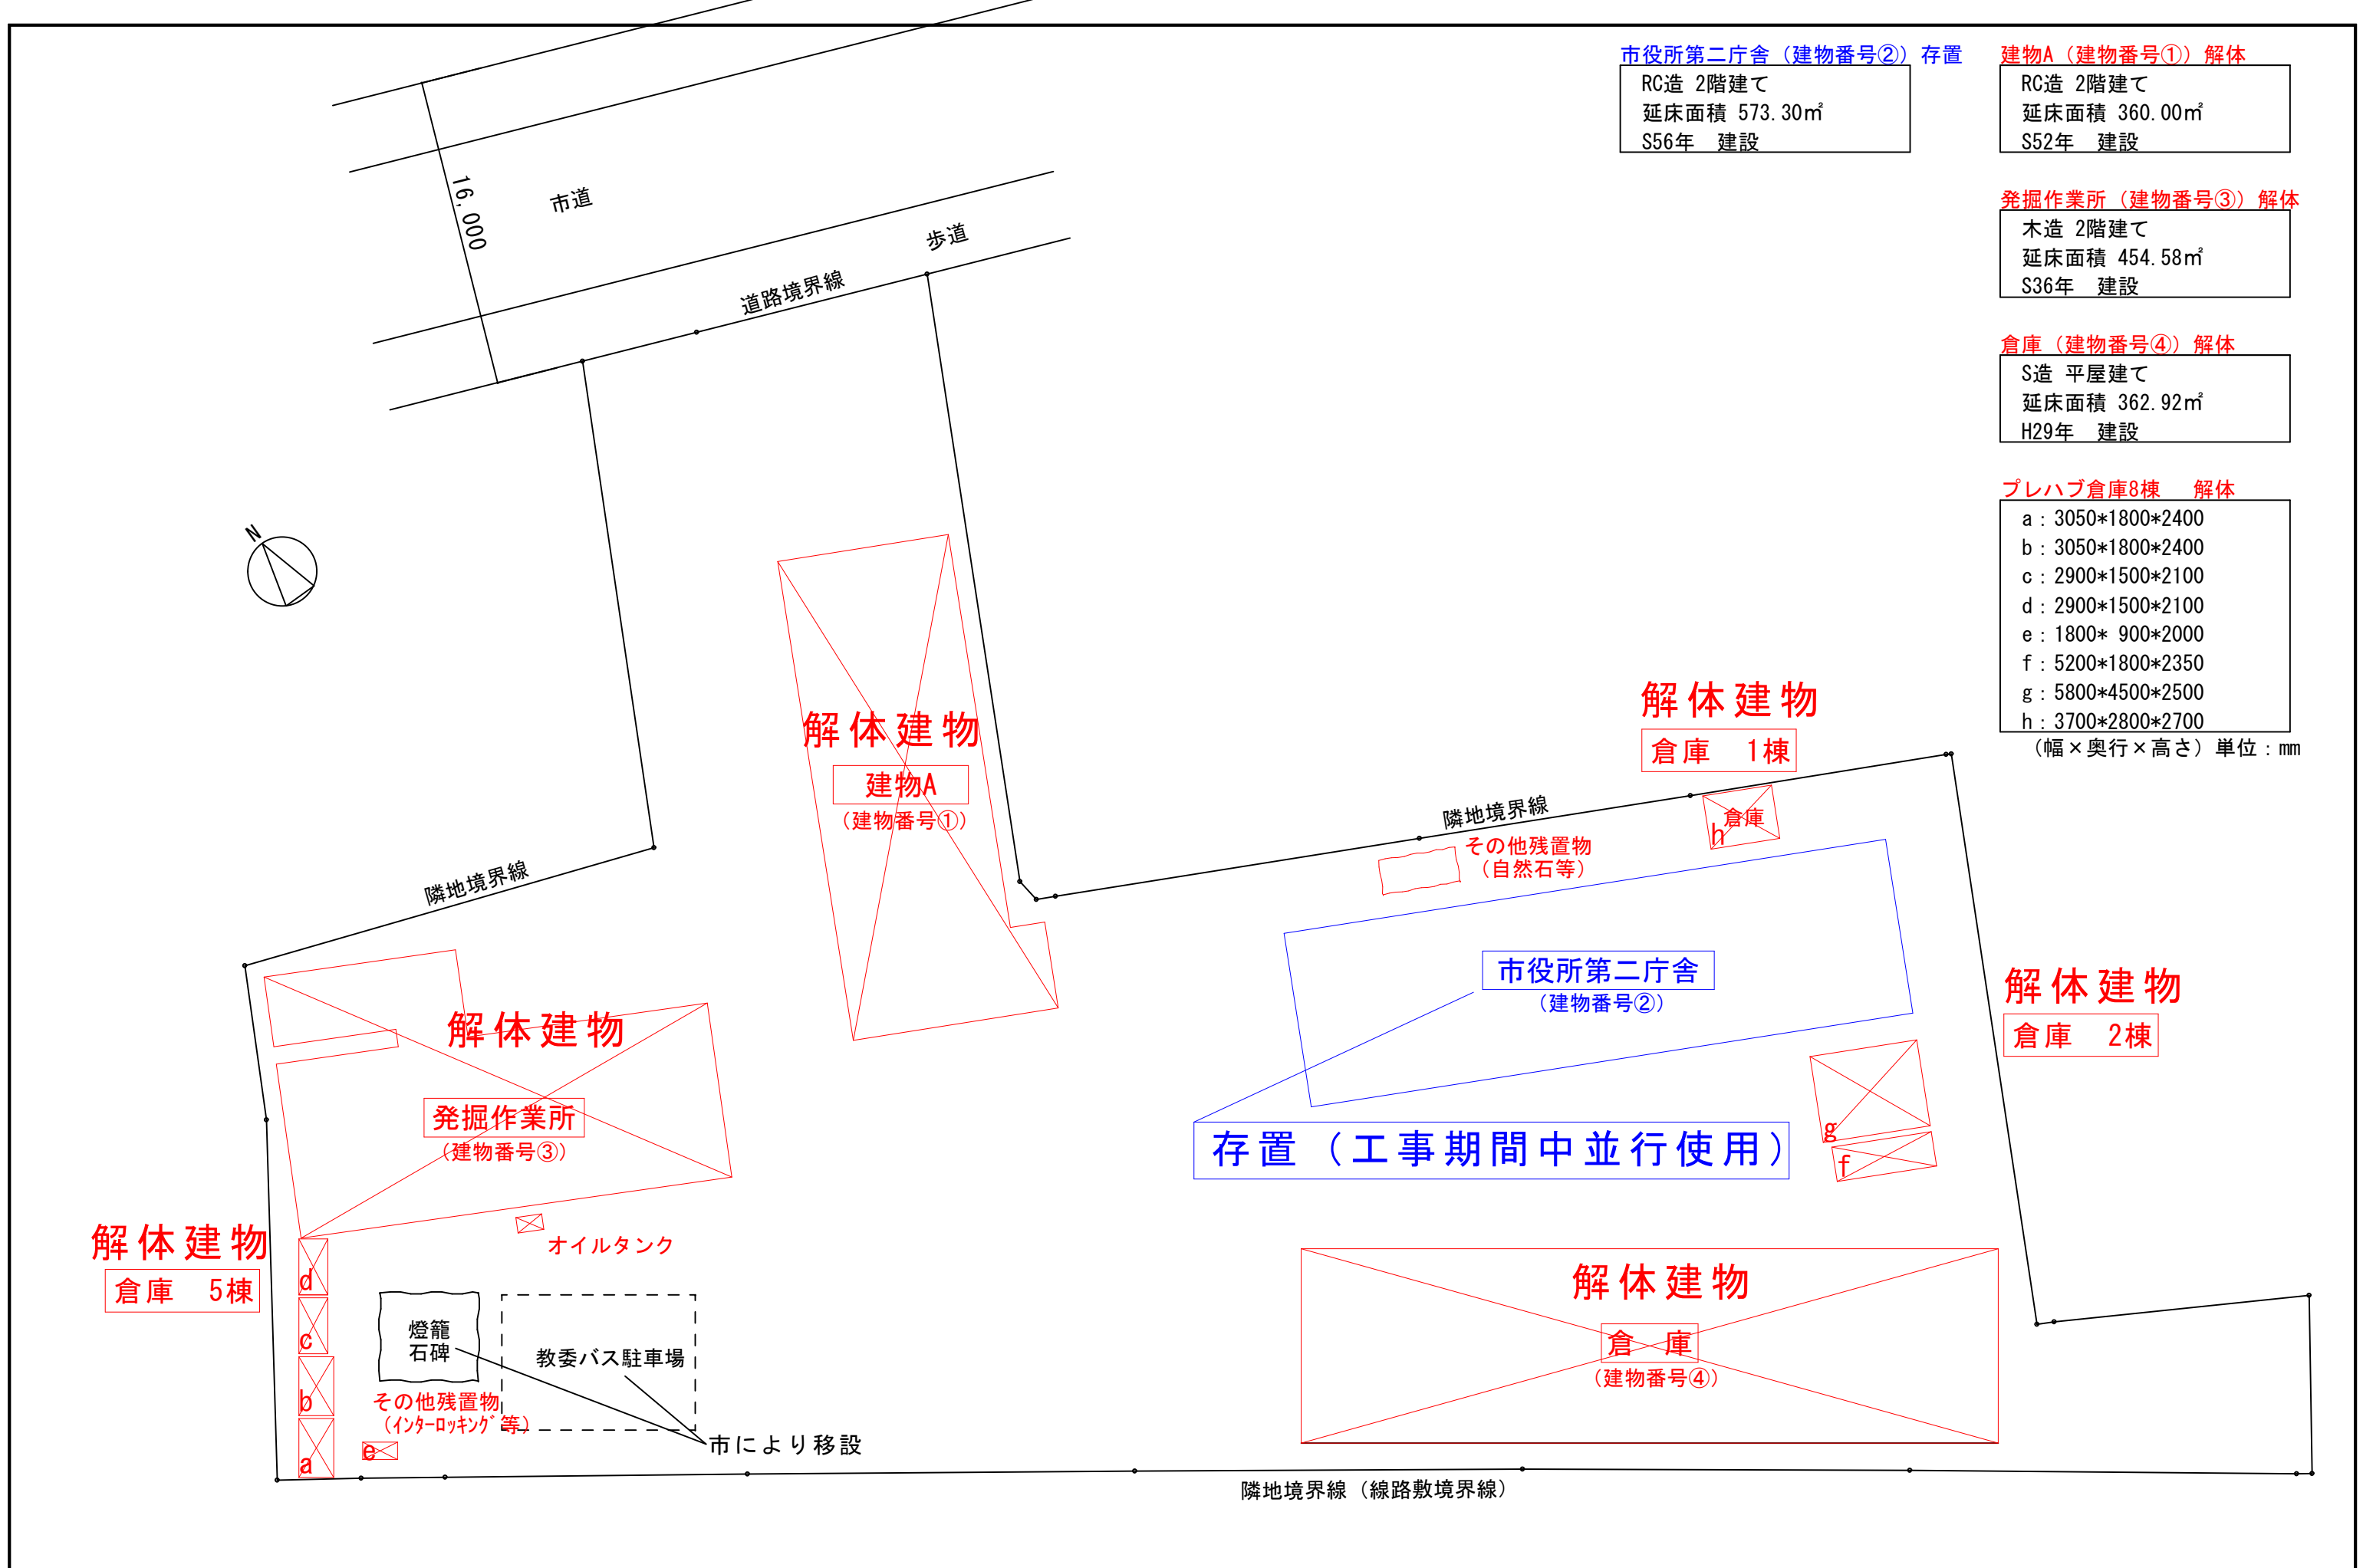 市役所第二庁舎（建物番号②）存置
RC造 2階建て
延床面積 573.30㎡
S56年　建設
建物A（建物番号①）解体
RC造 2階建て
延床面積 360.00㎡
S52年　建設
発掘作業所（建物番号③）解体
木造 2階建て
延床面積 454.58㎡
S36年　建設
倉庫（建物番号④）解体
S造 平屋建て
延床面積 362.92㎡
H29年　建設
プレハブ倉庫8棟　解体
a：3050*1800*2400
b：3050*1800*2400
c：2900*1500*2100
d：2900*1500*2100
e：1800* 900*2000
f：5200*1800*2350
g：5800*4500*2500
h：3700*2800*2700
（幅×奥行×高さ）単位：㎜
16,000
市道
歩道
道路境界線
N
解体建物
建物A
（建物番号①）
解体建物
倉庫　1棟
隣地境界線
倉庫
h
その他残置物
（自然石等）
隣地境界線
市役所第二庁舎
（建物番号②）
解体建物
倉庫　2棟
解体建物
発掘作業所
（建物番号③）
存置（工事期間中並行使用）
g
f
解体建物
倉庫　5棟
オイルタンク
d
c
b
a
e
燈籠
石碑
教委バス駐車場
その他残置物
（ｲﾝﾀｰﾛｯｷﾝｸﾞ等）
市により移設
解体建物
倉　庫
（建物番号④）
隣地境界線（線路敷境界線）